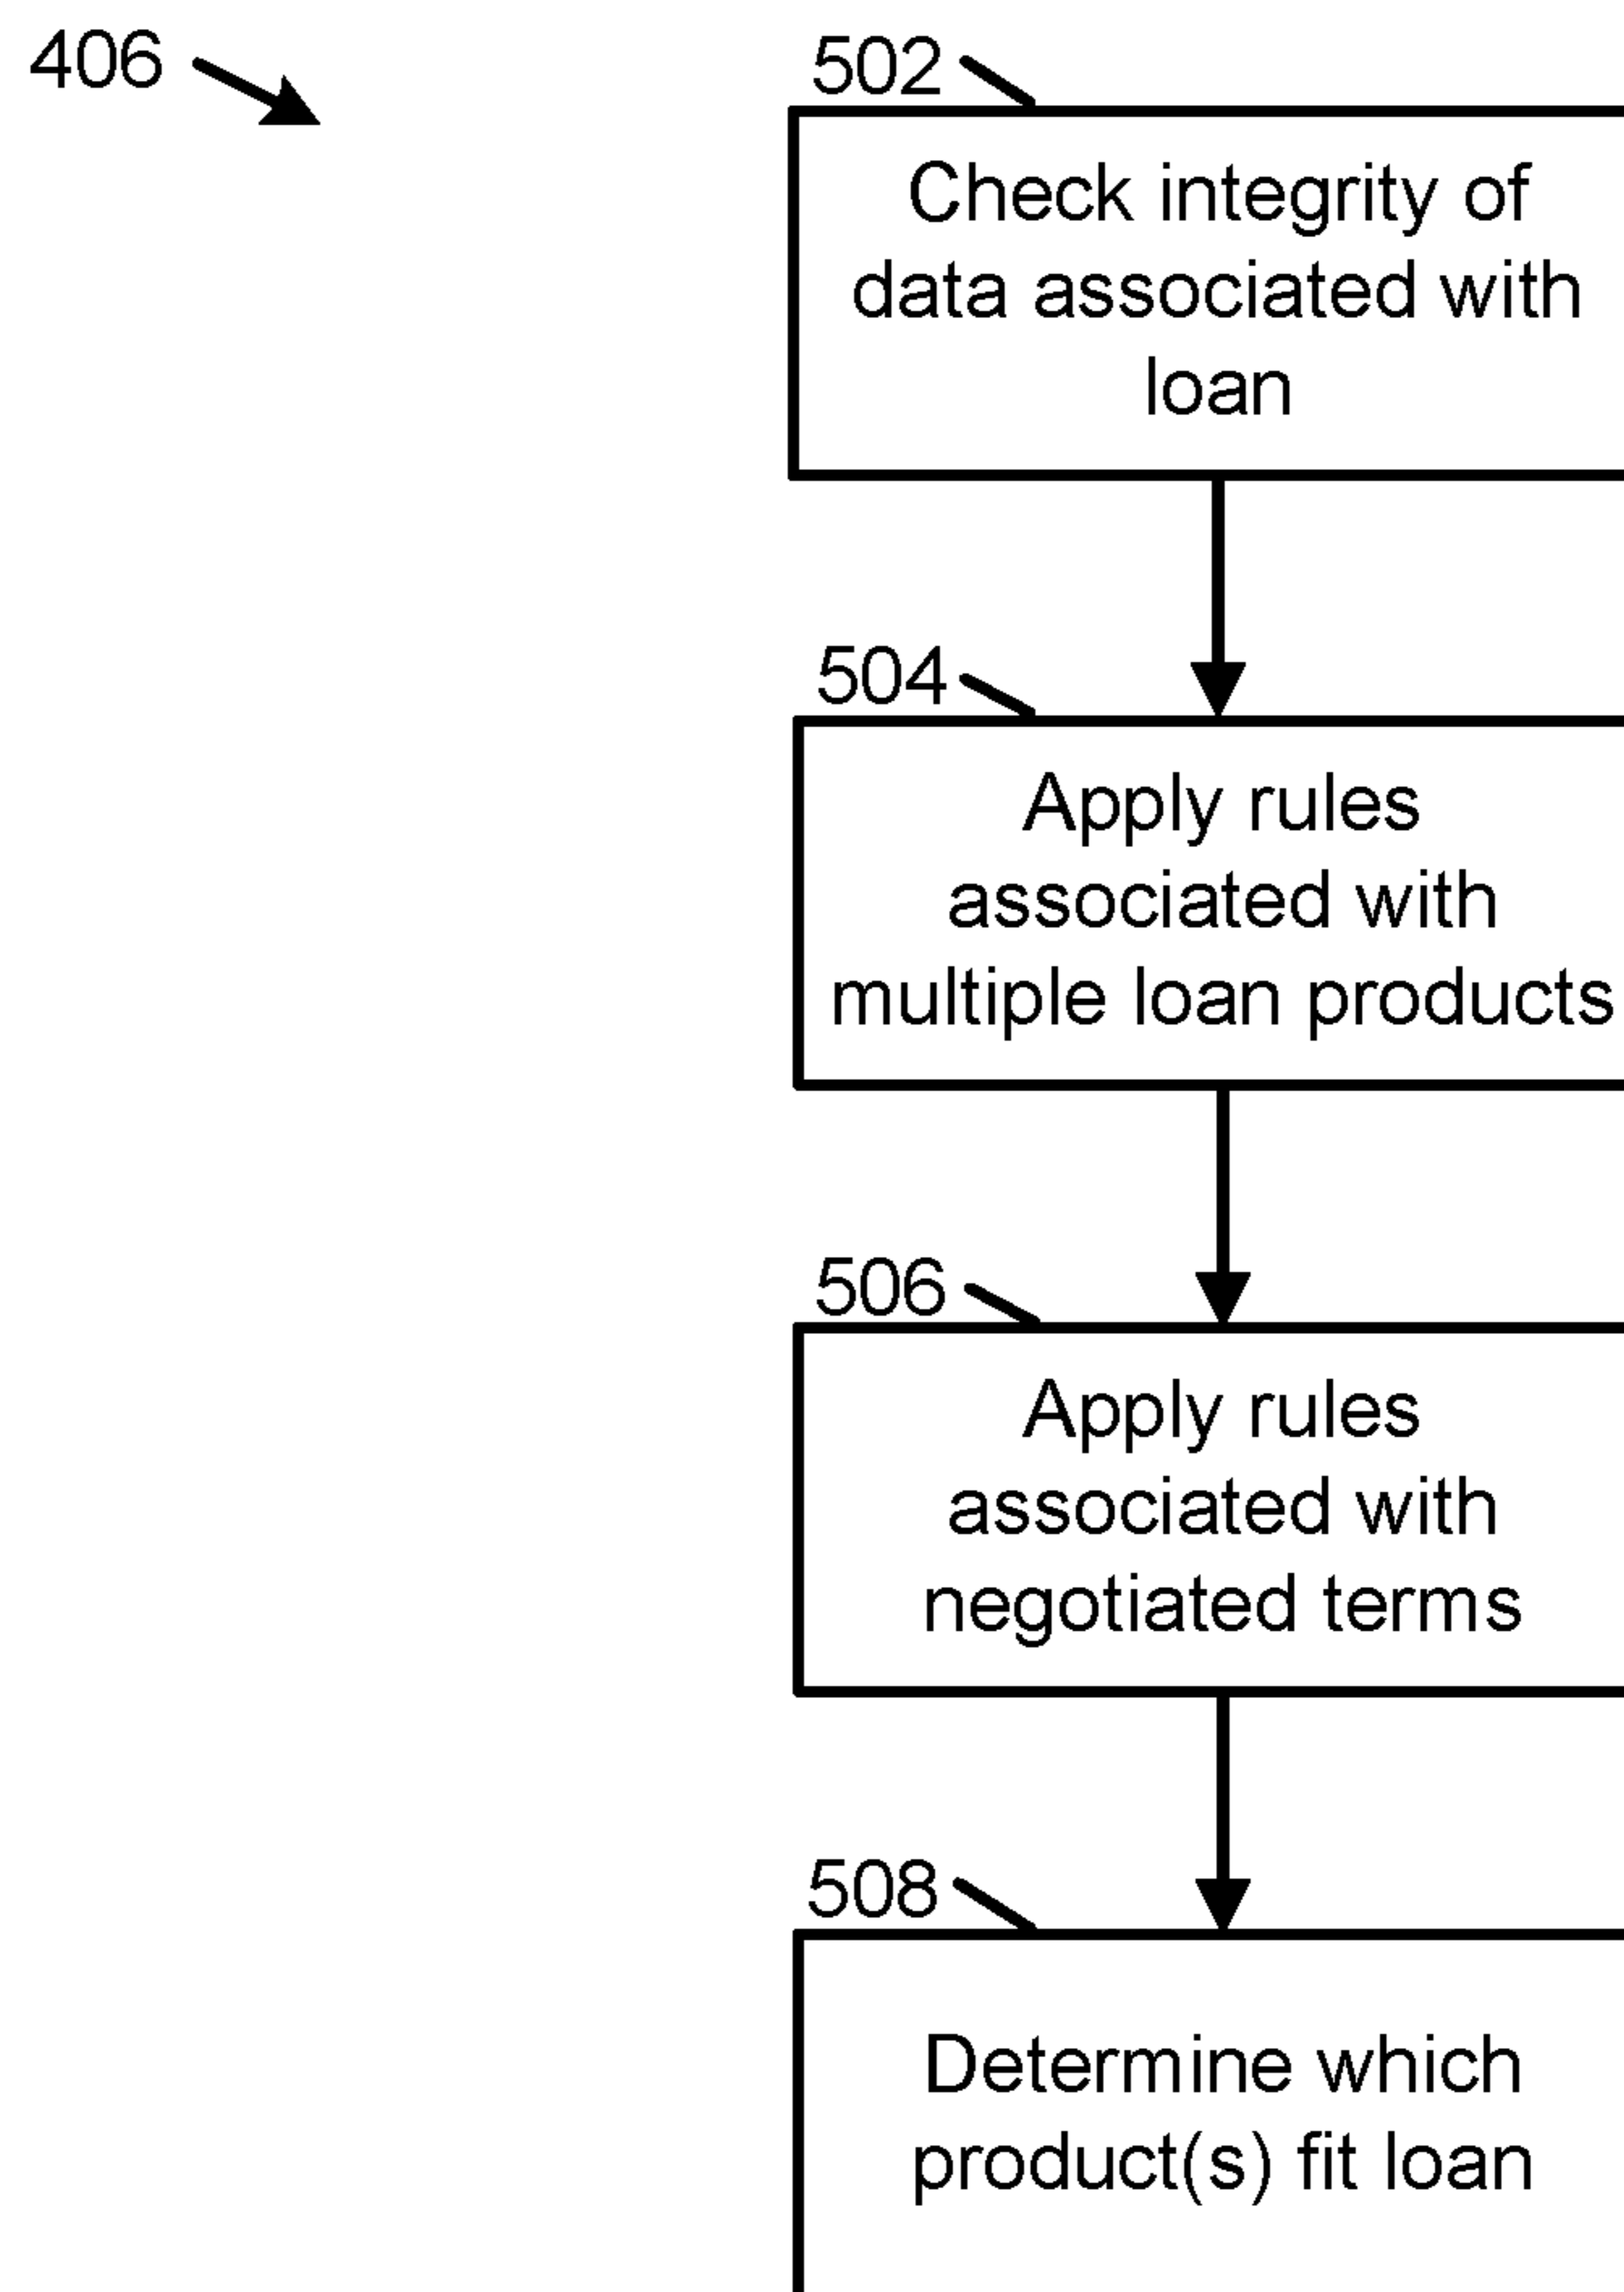 406
502
Check integrity of
data associated with
loan
504
Apply rules
associated with
multiple loan products
506
Apply rules
associated with
negotiated terms
508
Determine which
product(s) fit loan